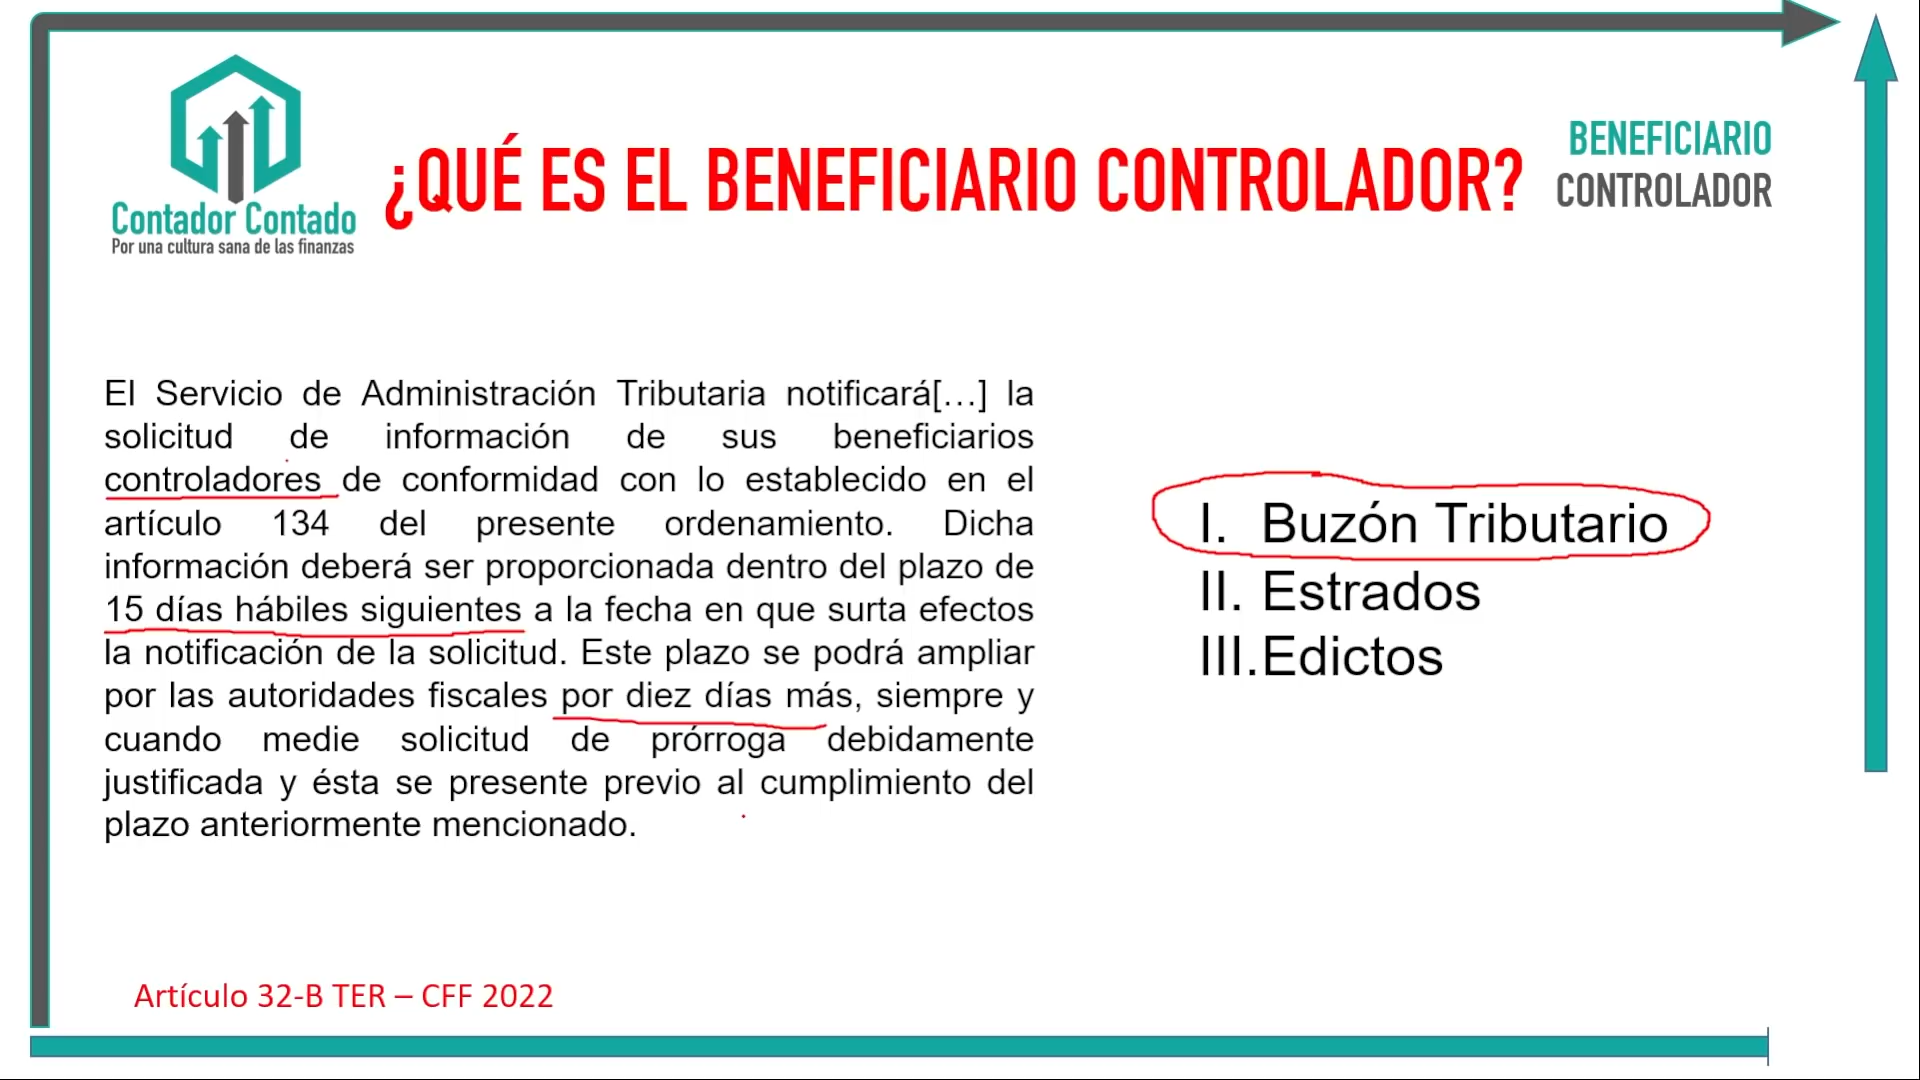 Contador Contado
Por una cultura sana de las finanzas
¿QUÉ ES EL BENEFICIARIO CONTROLADOR?
BENEFICIARIO
CONTROLADOR
El Servicio de Administración Tributaria notificará[…] la
solicitud de información de sus beneficiarios
controladores de conformidad con lo establecido en el
artículo 134 del presente ordenamiento. Dicha
información deberá ser proporcionada dentro del plazo de
15 días hábiles siguientes a la fecha en que surta efectos
la notificación de la solicitud. Este plazo se podrá ampliar
por las autoridades fiscales por diez días más, siempre y
cuando medie solicitud de prórroga debidamente
justificada y ésta se presente previo al cumplimiento del
plazo anteriormente mencionado.
I. Buzón Tributario
II. Estrados
III.Edictos
Artículo 32-B TER – CFF 2022